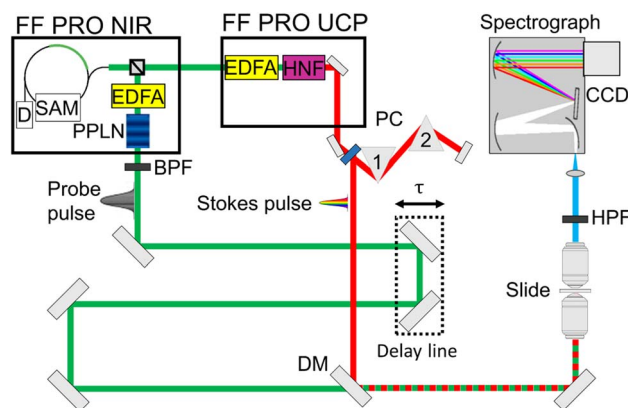 FF PRO NIR
FF PRO UCP
Spectrograph
EDFA
HNF
SAM
D
EDFA
PPLN
CCD
PC
1
2
BPF
Probe
pulse
Stokes pulse
τ
HPF
Slide
Delay line
DM